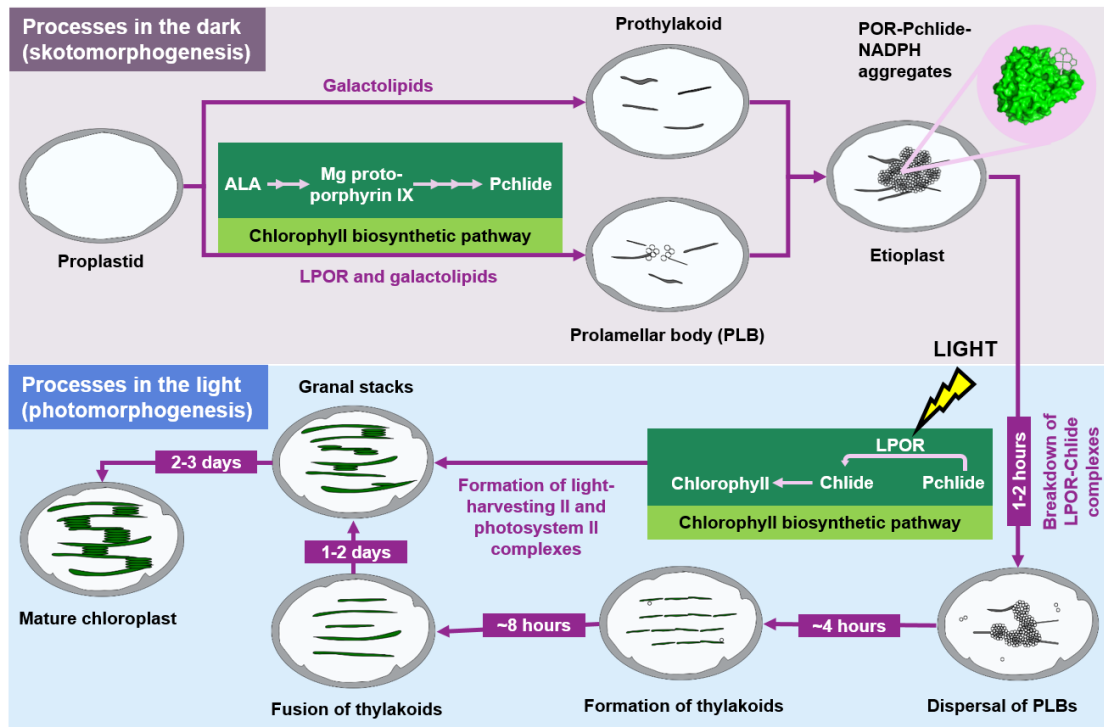 Processes in the dark
(skotomorphogenesis)
Prothylakoid
POR-Pchlide-
NADPH
aggregates
Galactolipids
ALA
Mg proto-
porphyrin IX
Pchlide
Chlorophyll biosynthetic pathway
Proplastid
LPOR and galactolipids
Etioplast
Prolamellar body (PLB)
LIGHT
Processes in the light
(photomorphogenesis)
Granal stacks
2-3 days
LPOR
Chlorophyll
Chlide
Pchlide
Chlorophyll biosynthetic pathway
Formation of light-
harvesting II and
photosystem II
complexes
1-2 hours
Breakdown of
LPOR-Chlide
complexes
1-2 days
Mature chloroplast
~8 hours
~4 hours
Fusion of thylakoids
Formation of thylakoids
Dispersal of PLBs